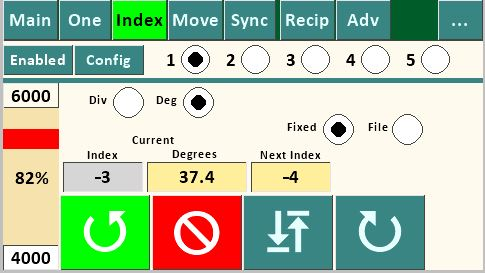 Main One Index Move Sync Recip Adv ...
Enabled Config 1 2 3 4 5
6000 Div Deg
Fixed File
Current
Index Degrees Next Index
82% -3 37.4 -4
4000